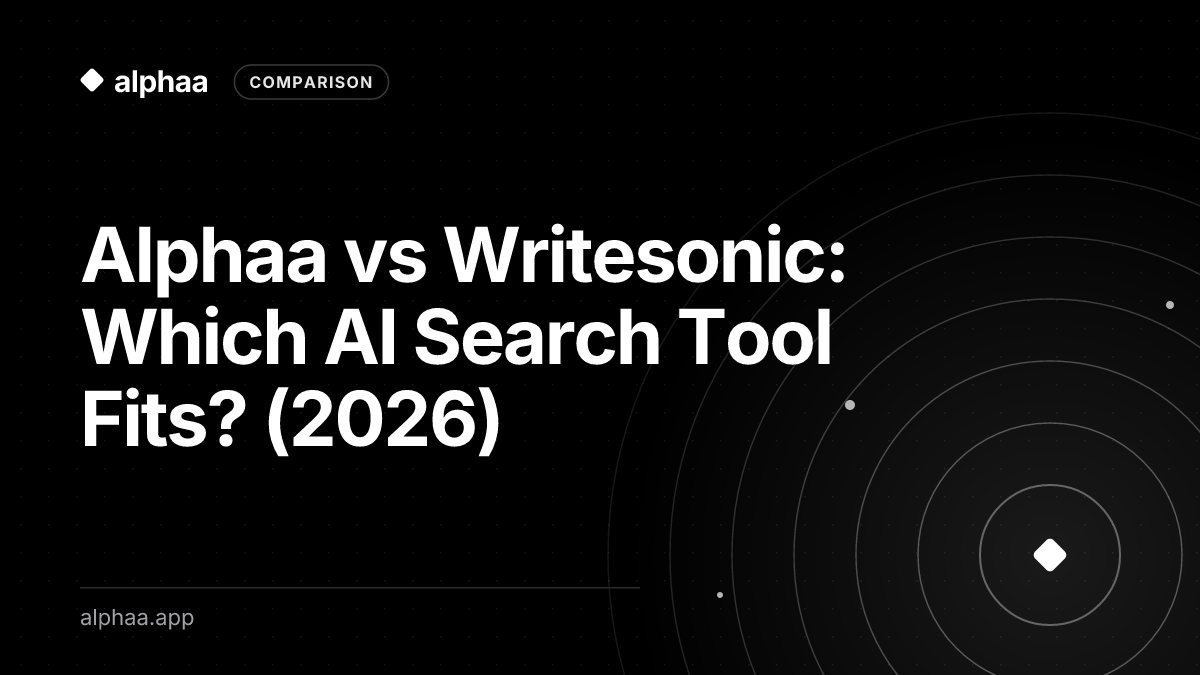 alphaa
COMPARISON
Alphaa vs Writesonic:
Which AI Search Tool
Fits? (2026)
alphaa.app